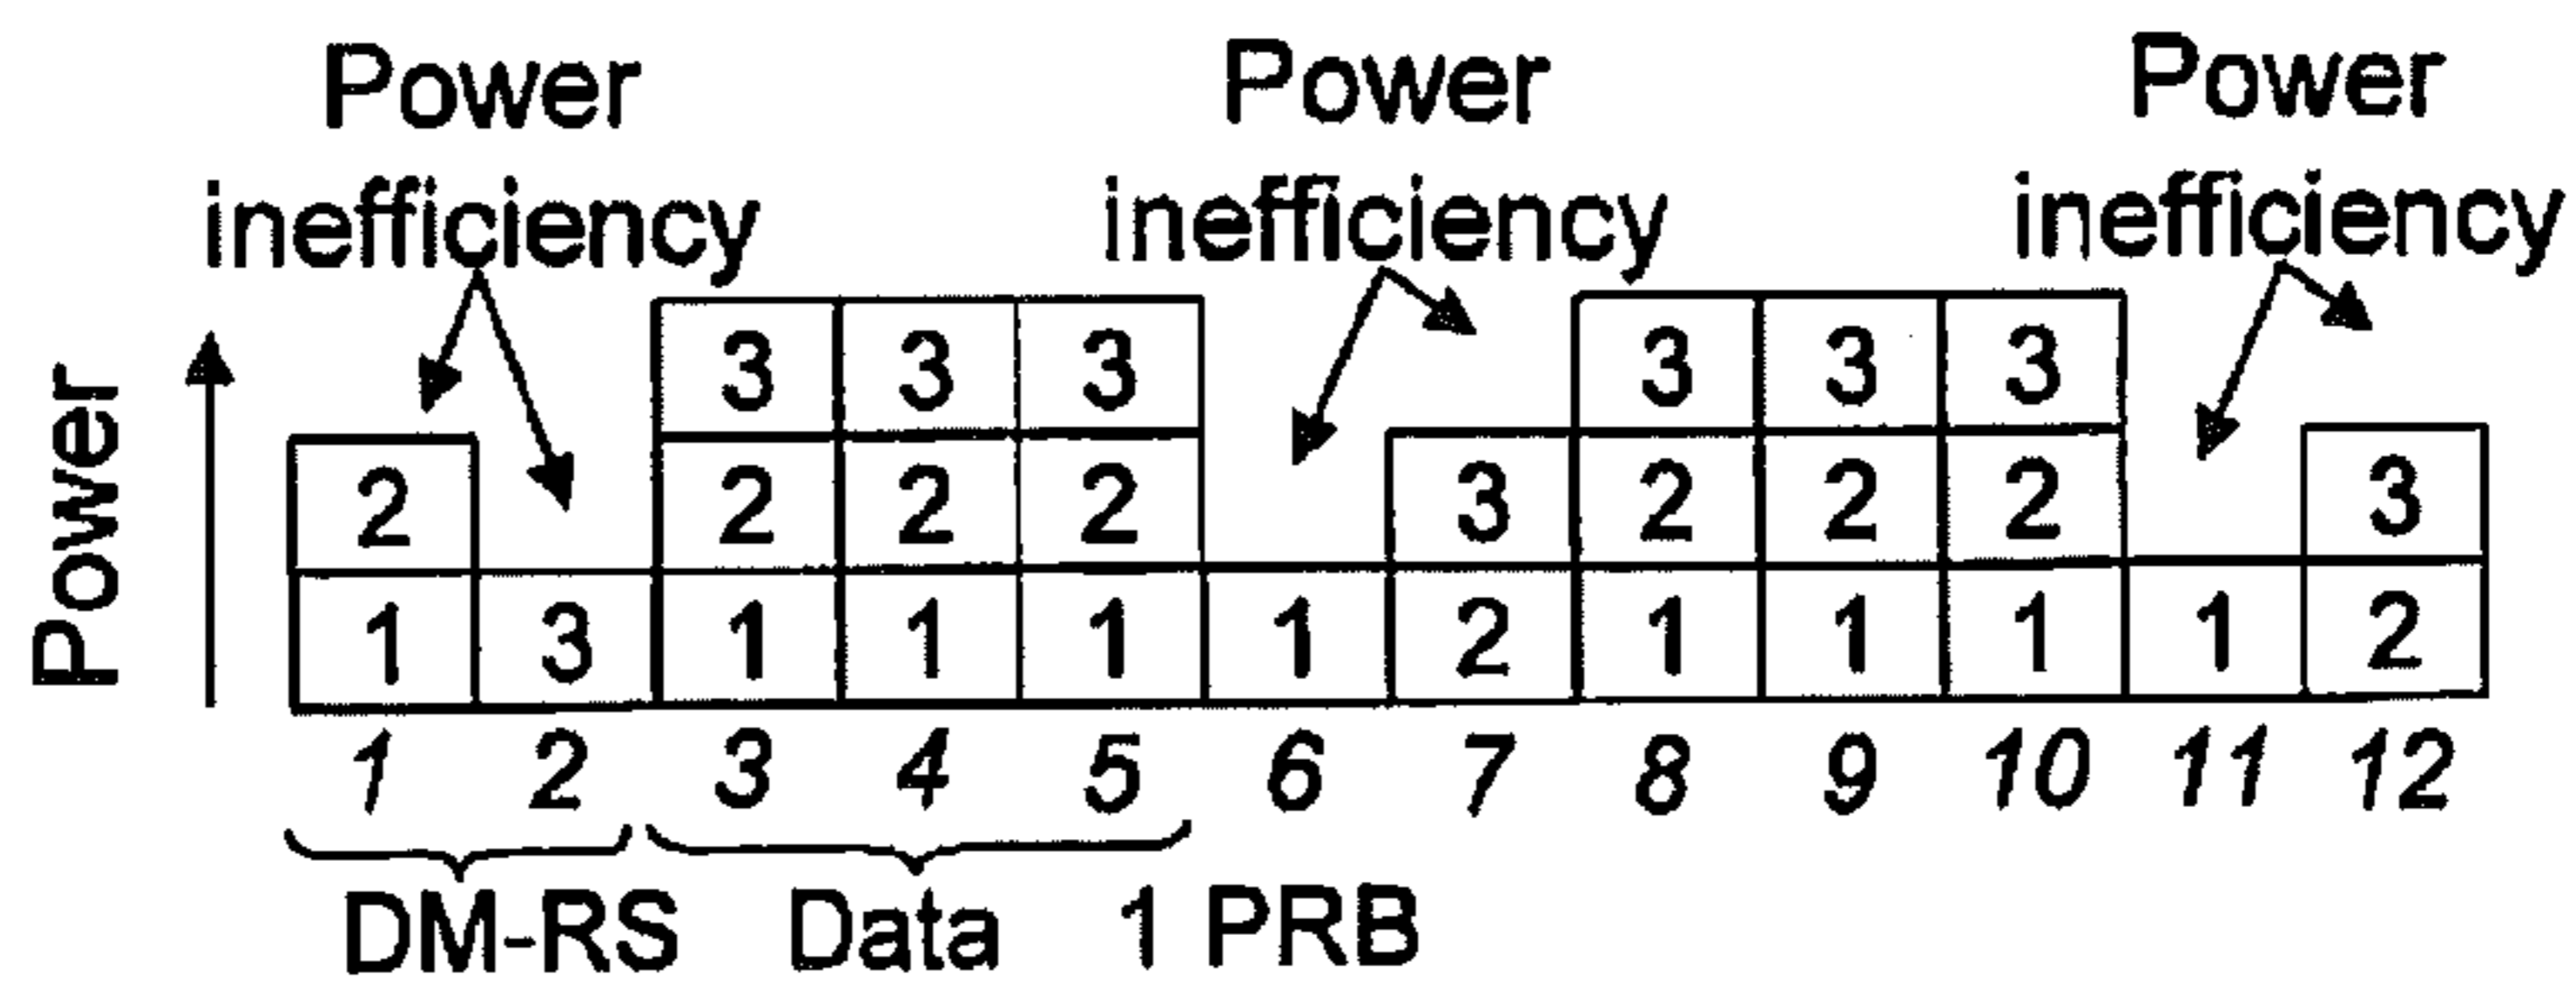 Power Power Power
inefficiency inefficiency inefficiency
Power
3 3 3 3 3 3
2 2 2 2 3 2 2 2 3
1 3 1 1 1 1 2 1 1 1 1 2
1 2 3 4 5 6 7 8 9 10 11 12
DM-RS Data 1 PRB